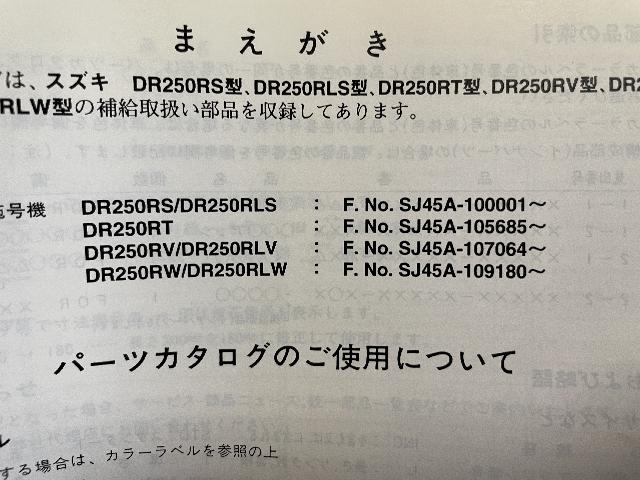 まえがき
は、スズキ DR250RS型、DR250RLS型、DR250RT型、DR250RV型、DR2
RLW型の補給取扱い部品を収録してあります。
号機 DR250RS/DR250RLS : F. No. SJ45A-100001〜
DR250RT : F. No. SJ45A-105685〜
DR250RV/DR250RLV : F. No. SJ45A-107064〜
DR250RW/DR250RLW : F. No. SJ45A-109180〜
パーツカタログのご使用について
する場合は、カラーラベルを参照の上